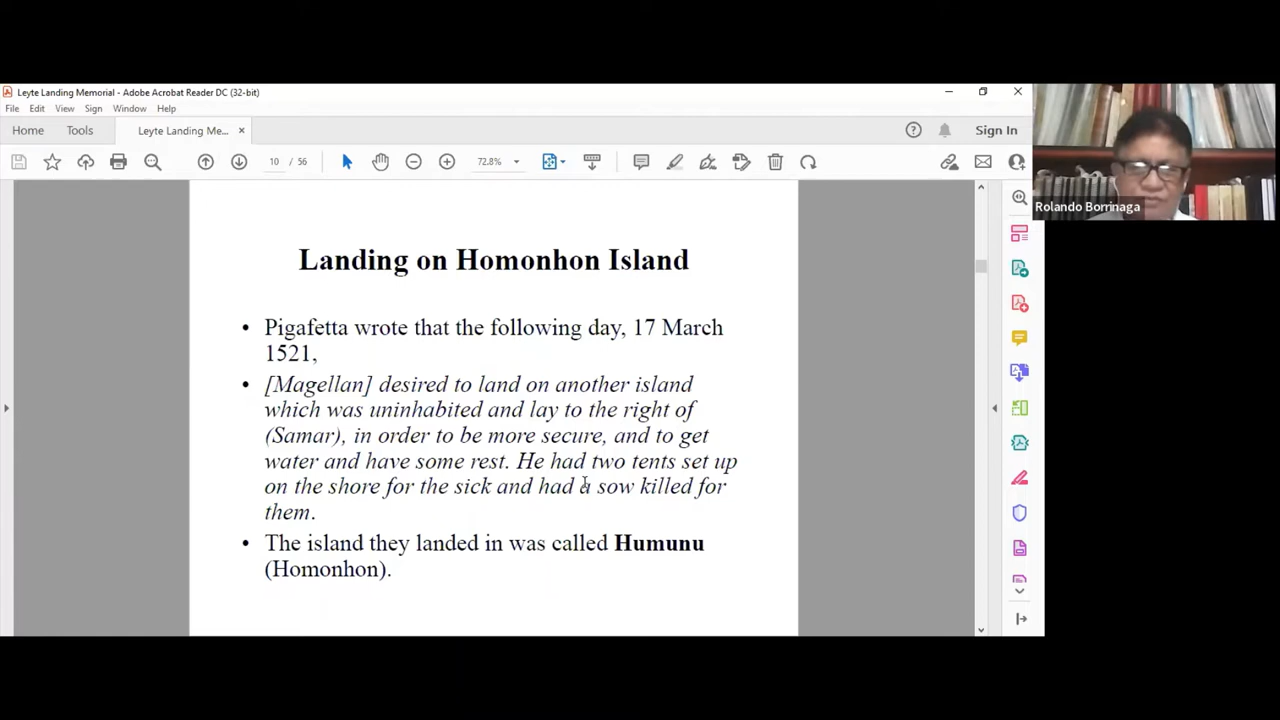 Leyte Landing Memorial - Adobe Acrobat Reader DC (32-bit)
File Edit View Sign Window Help
Home Tools Leyte Landing Me... × Sign In
10 / 56 72.8%
Rolando Borrinaga
Landing on Homonhon Island
• Pigafetta wrote that the following day, 17 March
1521,
• [Magellan] desired to land on another island
which was uninhabited and lay to the right of
(Samar), in order to be more secure, and to get
water and have some rest. He had two tents set up
on the shore for the sick and had a sow killed for
them.
• The island they landed in was called Humunu
(Homonhon).